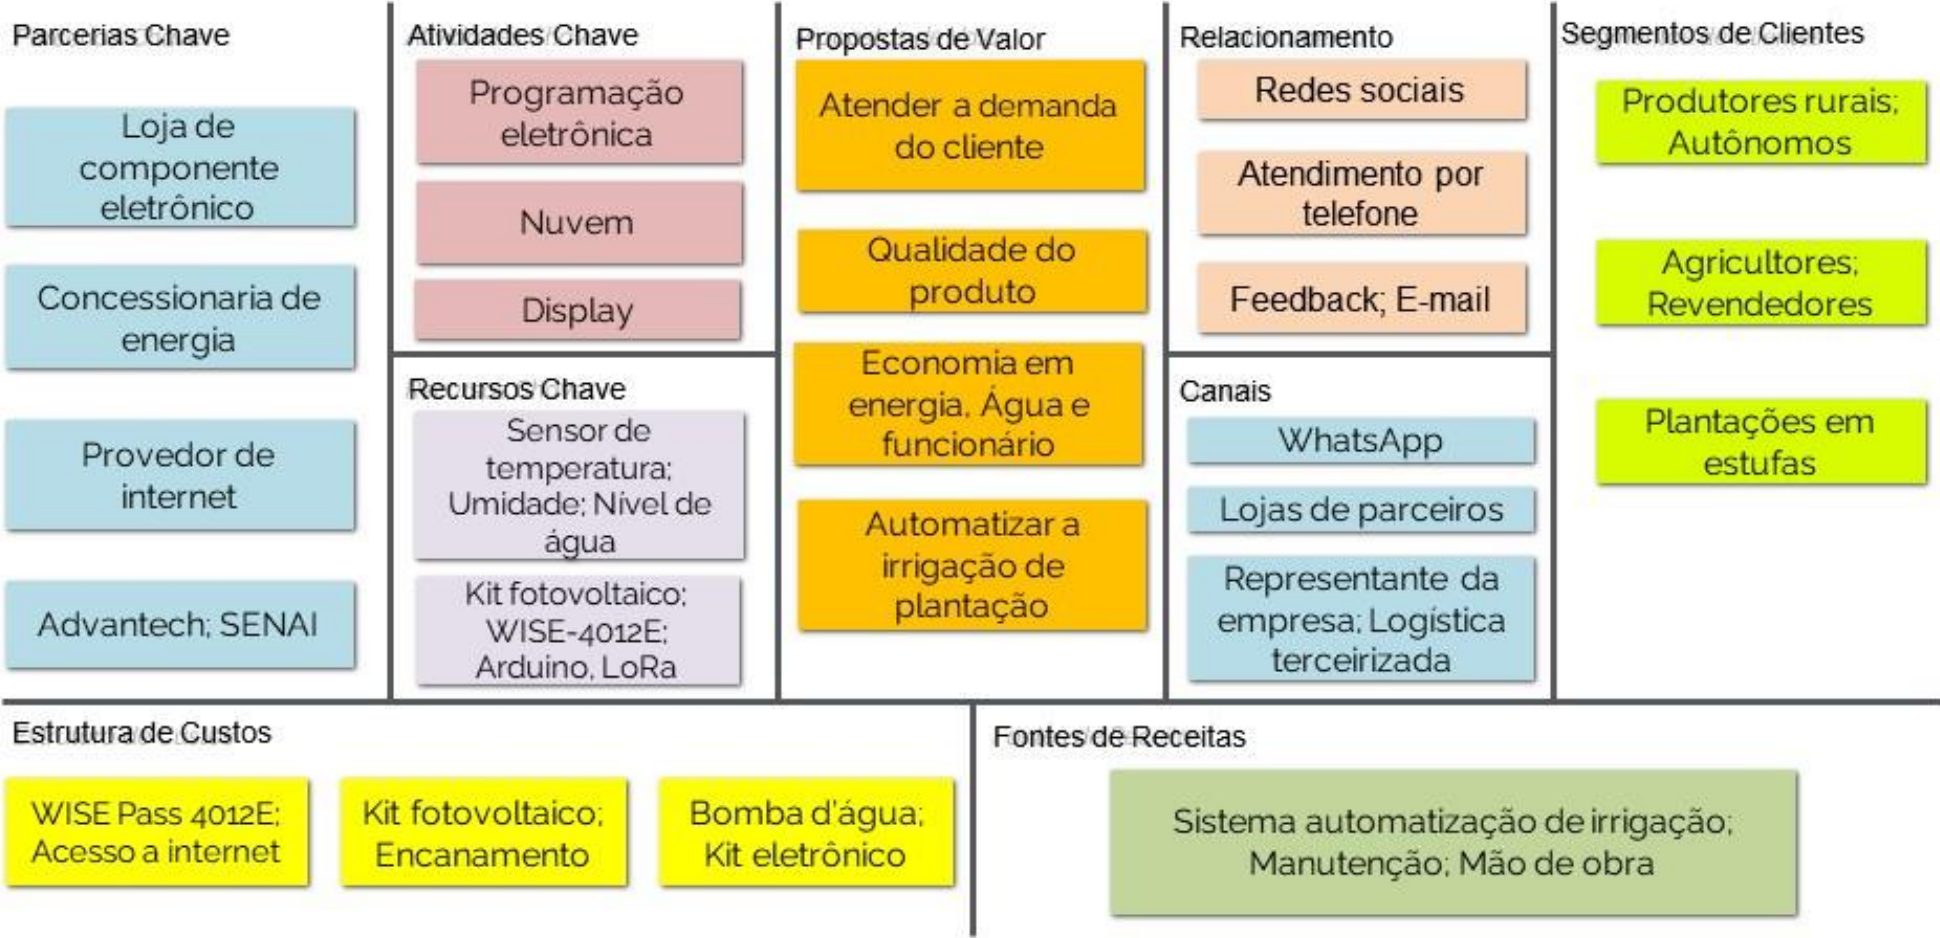 Parcerias Chave
Loja de
componente
eletrônico
Concessionaria de
energia
Provedor de
internet
Advantech; SENAI
Atividades Chave
Programação
eletrônica
Nuvem
Display
Recursos Chave
Sensor de
temperatura;
Umidade; Nível de
água
Kit fotovoltaico;
WISE-4012E;
Arduino, LoRa
Propostas de Valor
Atender a demanda
do cliente
Qualidade do
produto
Economia em
energia, Água e
funcionário
Automatizar a
irrigação de
plantação
Relacionamento
Redes sociais
Atendimento por
telefone
Feedback; E-mail
Canais
WhatsApp
Lojas de parceiros
Representante da
empresa; Logística
terceirizada
Segmentos de Clientes
Produtores rurais;
Autônomos
Agricultores;
Revendedores
Plantações em
estufas
Estrutura de Custos
WISE Pass 4012E;
Acesso a internet
Kit fotovoltaico;
Encanamento
Bomba d'água;
Kit eletrônico
Fontes de Receitas
Sistema automatização de irrigação;
Manutenção; Mão de obra